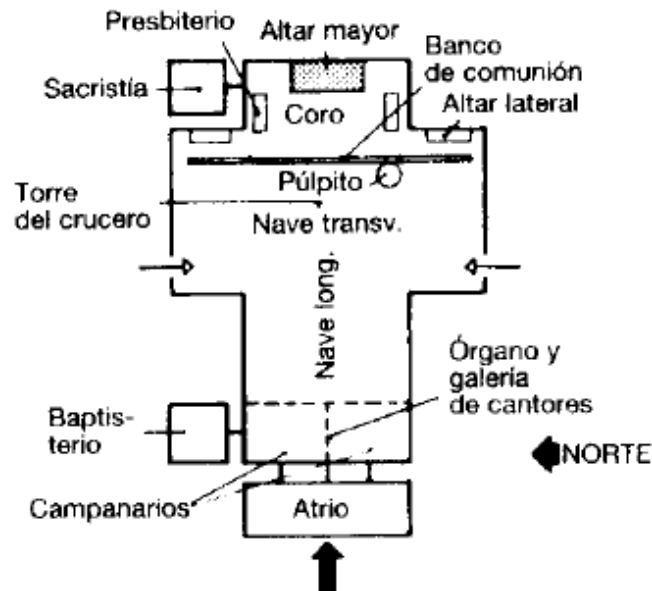 Presbiterio
Altar mayor
Banco
de comunión
Sacristía
Coro
Altar lateral
Púlpito
Torre
del crucero
Nave transv.
Nave long.
Órgano y
galería
de cantores
Baptis-
terio
NORTE
Campanarios
Atrio